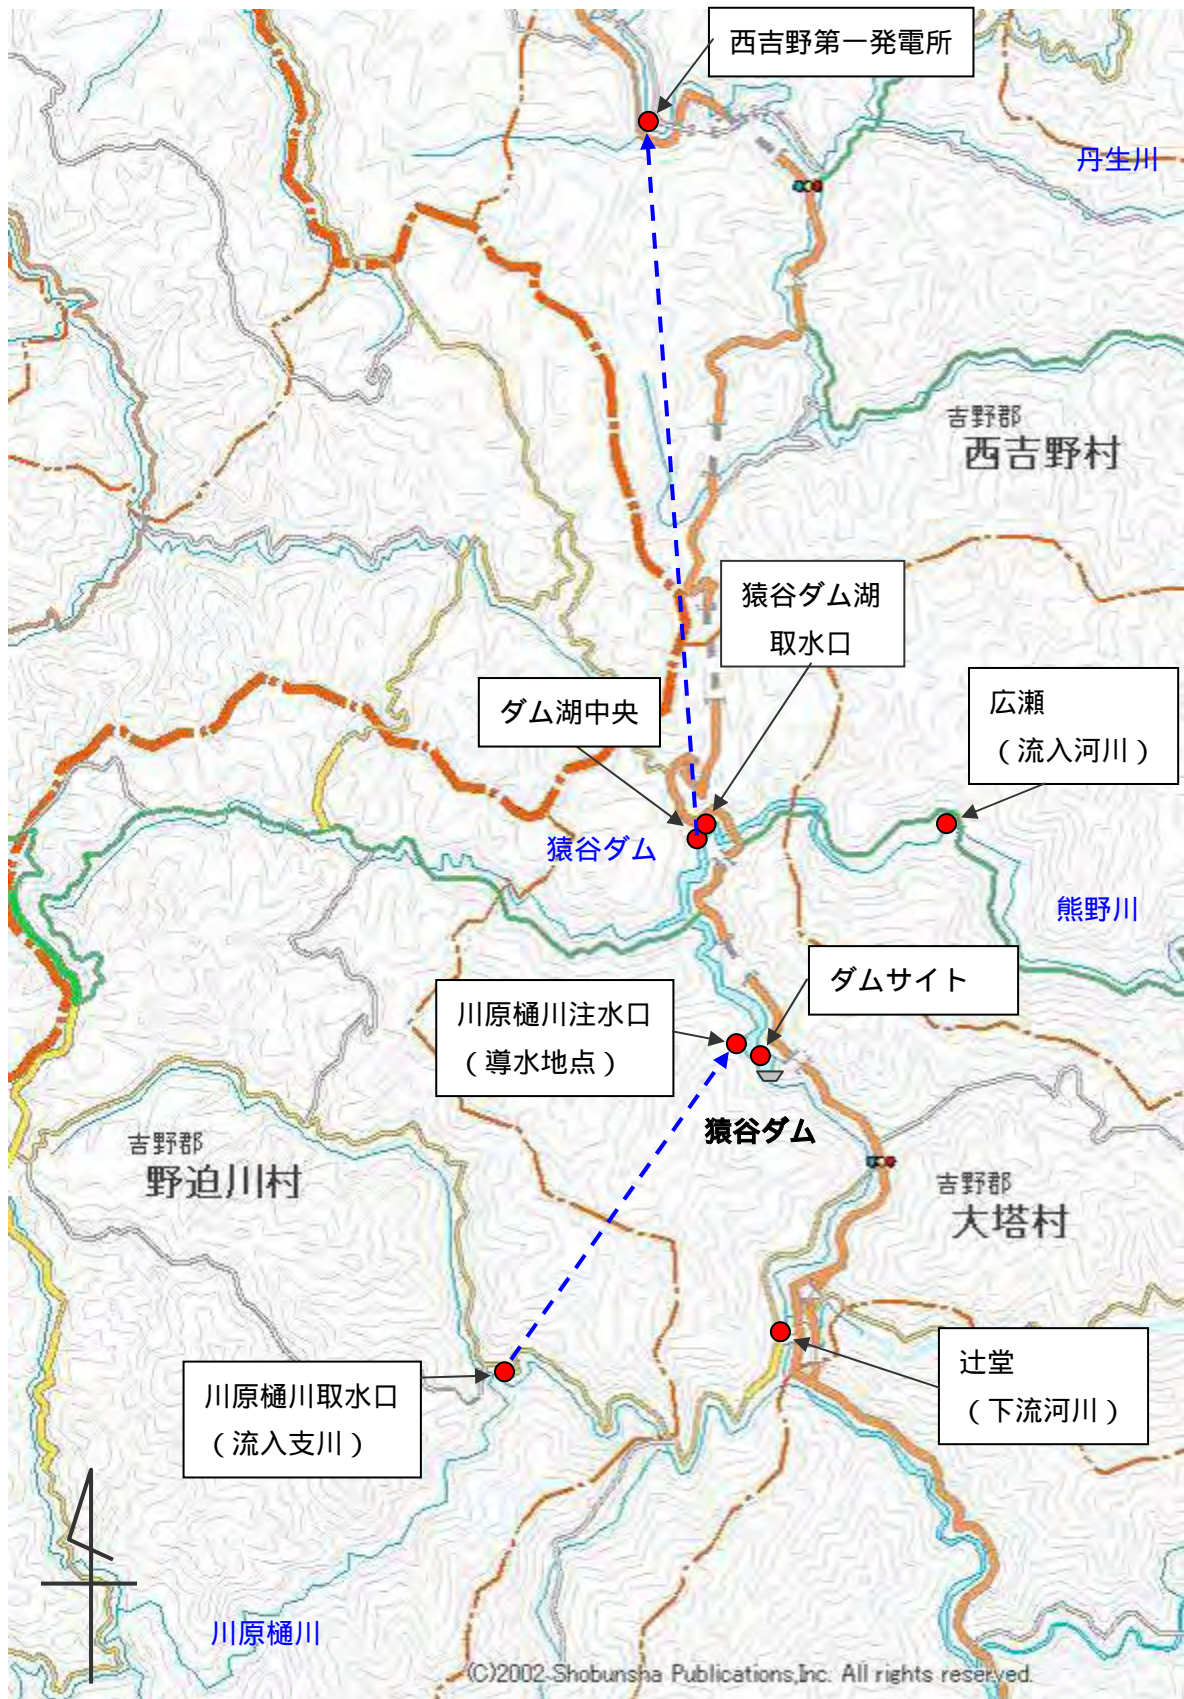 西吉野第一発電所
丹生川
吉野郡
西吉野村
猿谷ダム湖
取水口
ダム湖中央
広瀬
（流入河川）
猿谷ダム
熊野川
ダムサイト
川原樋川注水口
（導水地点）
猿谷ダム
吉野郡
野迫川村
吉野郡
大塔村
辻堂
（下流河川）
川原樋川取水口
（流入支川）
川原樋川
(C)2002 Shobunsha Publications,Inc. All rights reserved.